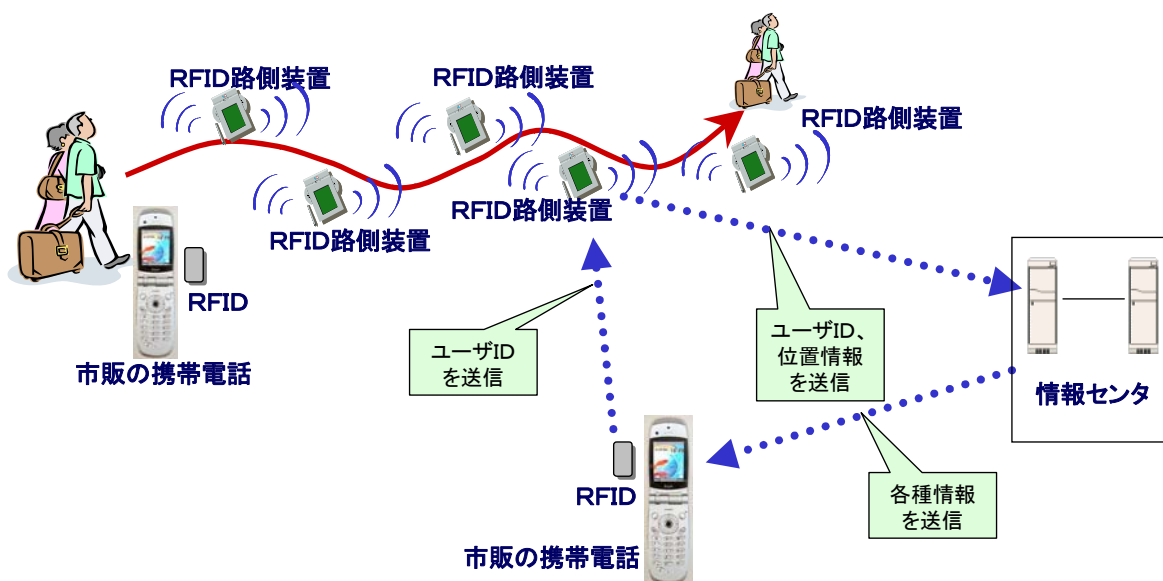 RFID路側装置
RFID路側装置
RFID路側装置
RFID路側装置
RFID路側装置
RFID
市販の携帯電話
ユーザID
を送信
ユーザID、
位置情報
を送信
情報センタ
各種情報
を送信
RFID
市販の携帯電話